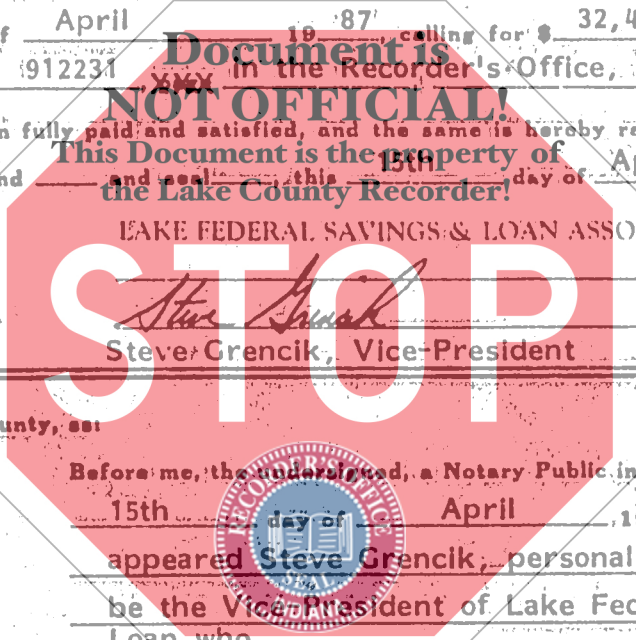 April 19 87, calling for $ 32,4
Document is
912231 XXX in the Recorder's Office,
NOT OFFICIAL!
n fully paid and satisfied, and the same is hereby re
This Document is the property of
and seal, this 15th day of Ap
the Lake County Recorder!
LAKE FEDERAL SAVINGS & LOAN ASSO
STOP
Steve Grencik
Steve Grencik, Vice-President
unty, ss:
Before me, the undersigned, a Notary Public in
RECORDER'S OFFICE
15th day of April
appeared Steve Grencik, personal
SEAL
be the Vice-President of Lake Fed
INDIANA
Loan who